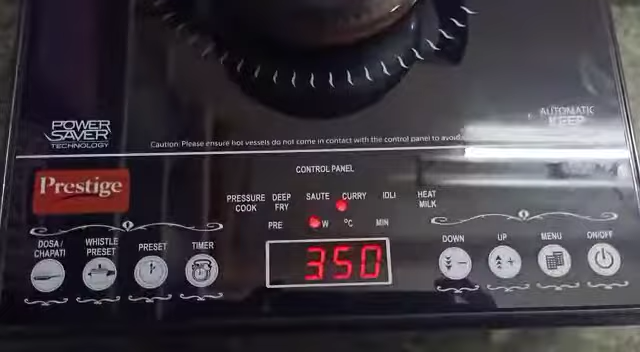 POWER
SAVER
TECHNOLOGY
AUTOMATIC
KEEP
Caution: Please ensure hot vessels do not come in contact with the control panel to avoid
Prestige
CONTROL PANEL
PRESSURE COOK
DEEP FRY
SAUTE
CURRY
IDLI
HEAT MILK
PRE
W
°C
MIN
DOSA / CHAPATI
WHISTLE PRESET
PRESET
TIMER
350
DOWN
UP
MENU
ON/OFF